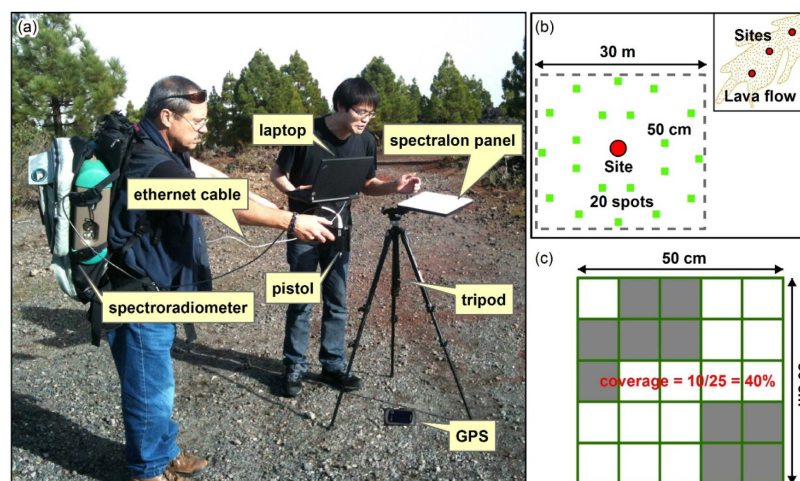 (a)
laptop
spectralon panel
ethernet cable
spectroradiometer
pistol
tripod
GPS
(b)
30 m
Sites
Lava flow
50 cm
Site
20 spots
(c)
50 cm
coverage = 10/25 = 40%